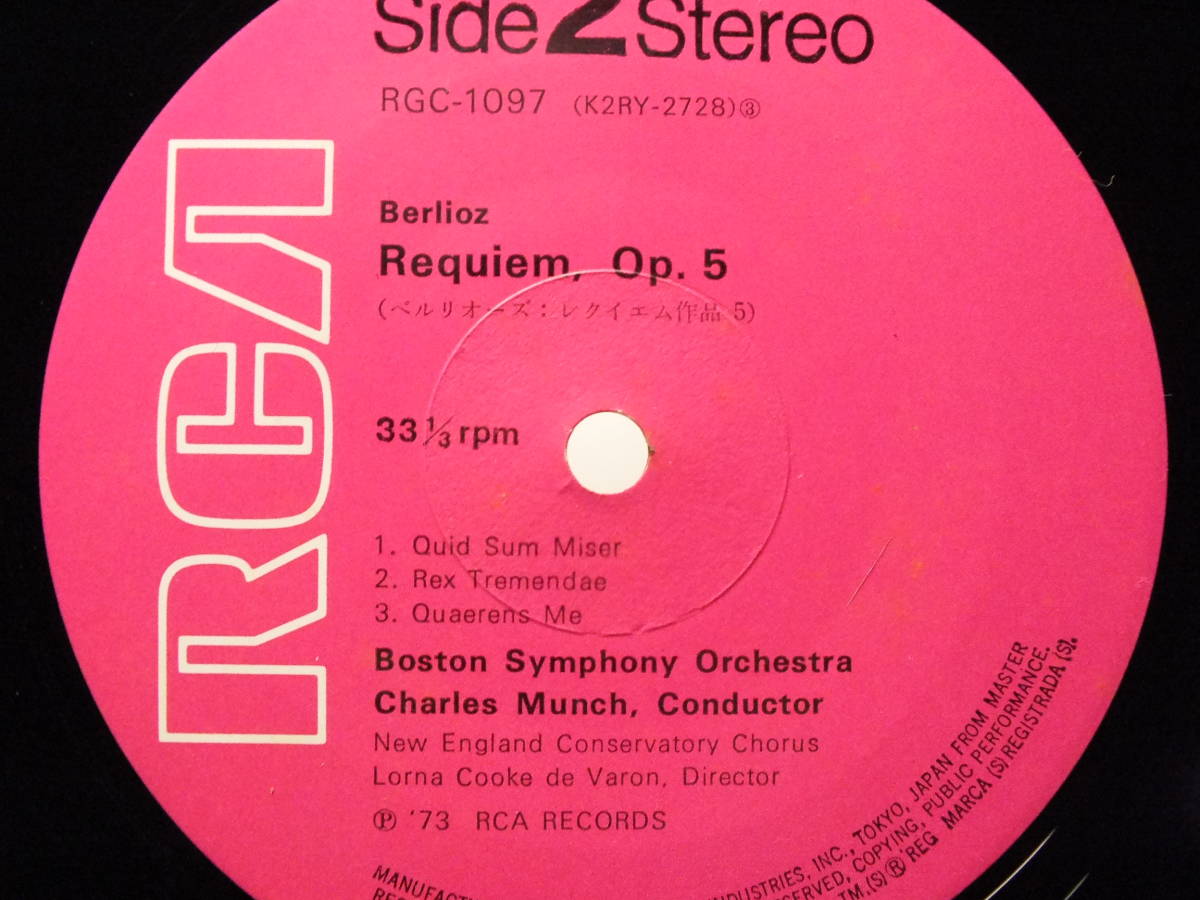 Side 2 Stereo
RGC-1097 (K2RY-2728)③
RCA
Berlioz
Requiem, Op. 5
(ベルリオーズ:レクイエム作品 5)
33 1/3 rpm
1. Quid Sum Miser
2. Rex Tremendae
3. Quaerens Me
Boston Symphony Orchestra
Charles Munch, Conductor
New England Conservatory Chorus
Lorna Cooke de Varon, Director
Ⓟ '73 RCA RECORDS
INDUSTRIES, INC., TOKYO, JAPAN FROM MASTER
COPYING, PUBLIC PERFORMANCE.
TM.(S)® REG MARCA (S) REGISTRADA (S).